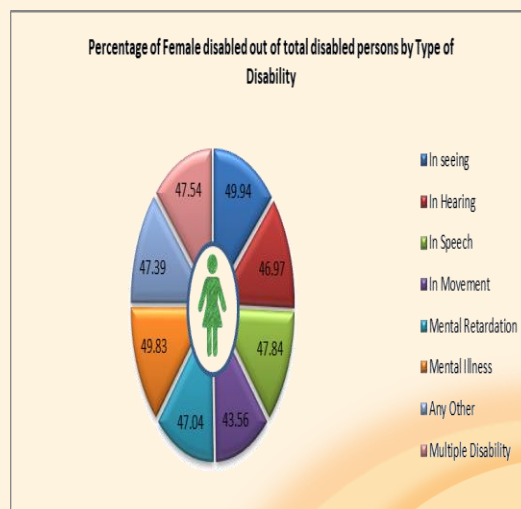 Percentage of Female disabled out of total disabled persons by Type of
Disability
47.54
49.94
47.39
46.97
49.83
47.84
47.04
43.56
In seeing
In Hearing
In Speech
In Movement
Mental Retardation
Mental Illness
Any Other
Multiple Disability